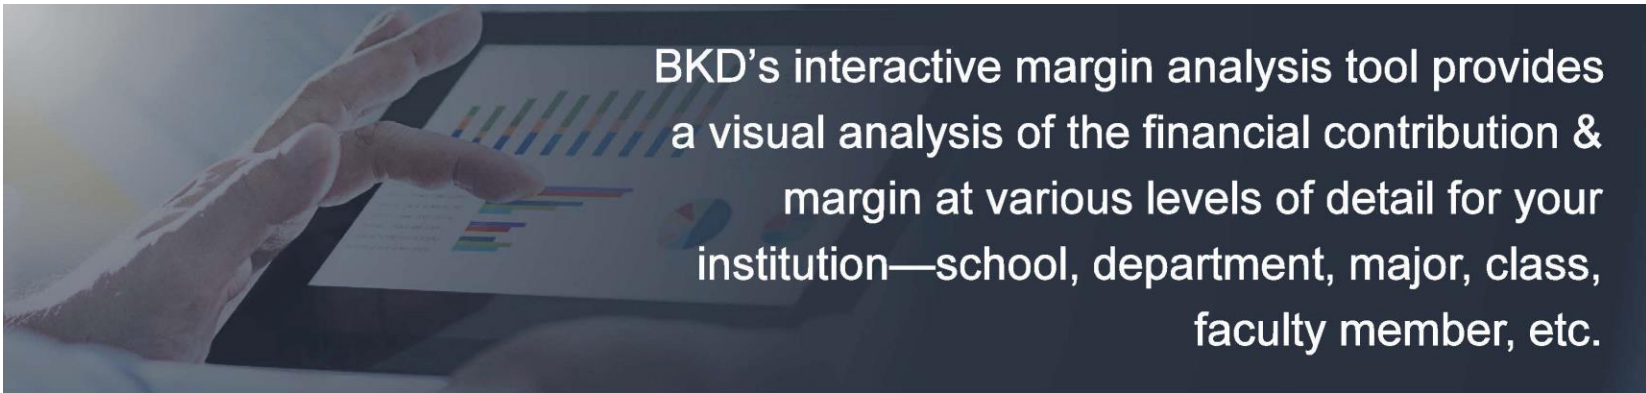 BKD's interactive margin analysis tool provides
a visual analysis of the financial contribution &
margin at various levels of detail for your
institution—school, department, major, class,
faculty member, etc.